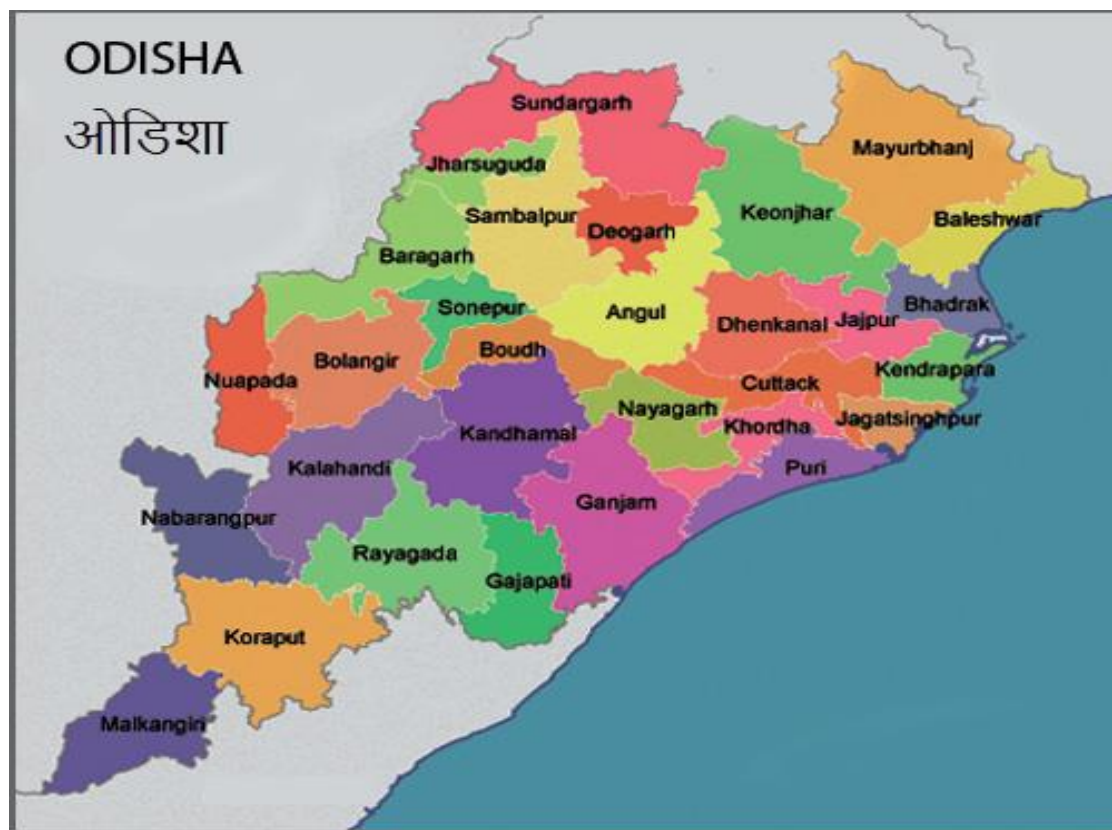 ODISHA
ओडिशा
Sundargarh
Mayurbhanj
Jharsuguda
Sambalpur
Deogarh
Keonjhar
Baleshwar
Baragarh
Sonepur
Angul
Dhenkanal
Jajpur
Bhadrak
Nuapada
Bolangir
Boudh
Cuttack
Kendrapara
Nayagarh
Khordha
Jagatsinghpur
Kandhamal
Kalahandi
Puri
Ganjam
Nabarangpur
Rayagada
Gajapati
Koraput
Malkangiri